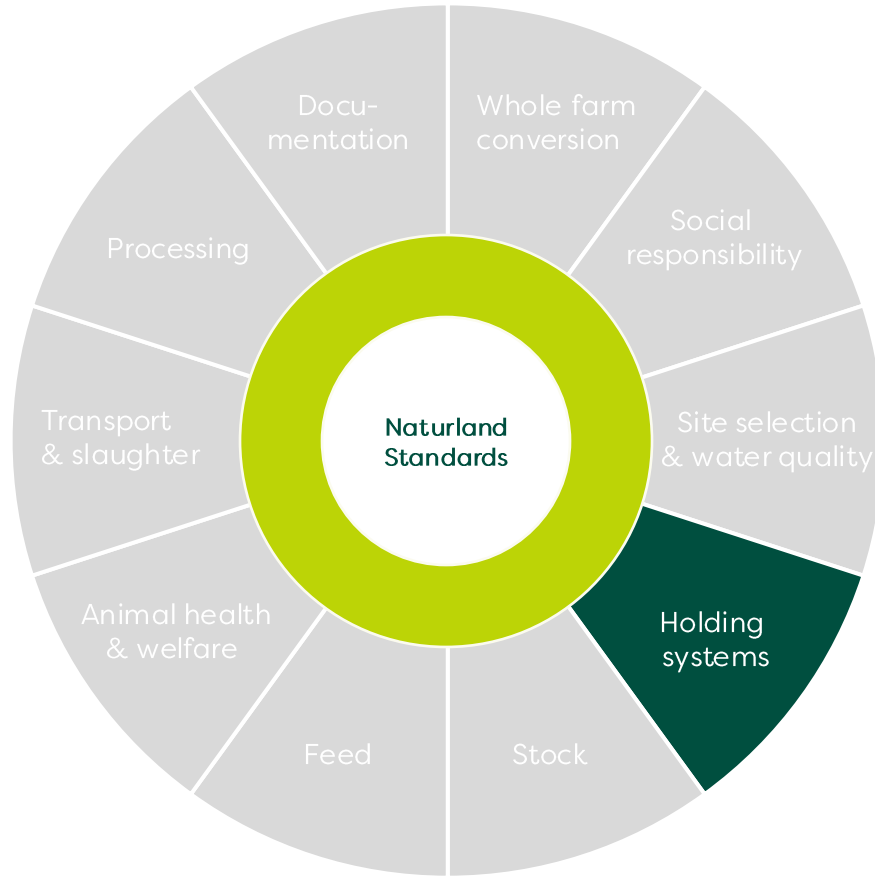 Docu-
mentation
Whole farm
conversion
Social
responsibility
Processing
Transport
& slaughter
Naturland
Standards
Site selection
& water quality
Animal health
& welfare
Holding
systems
Feed
Stock